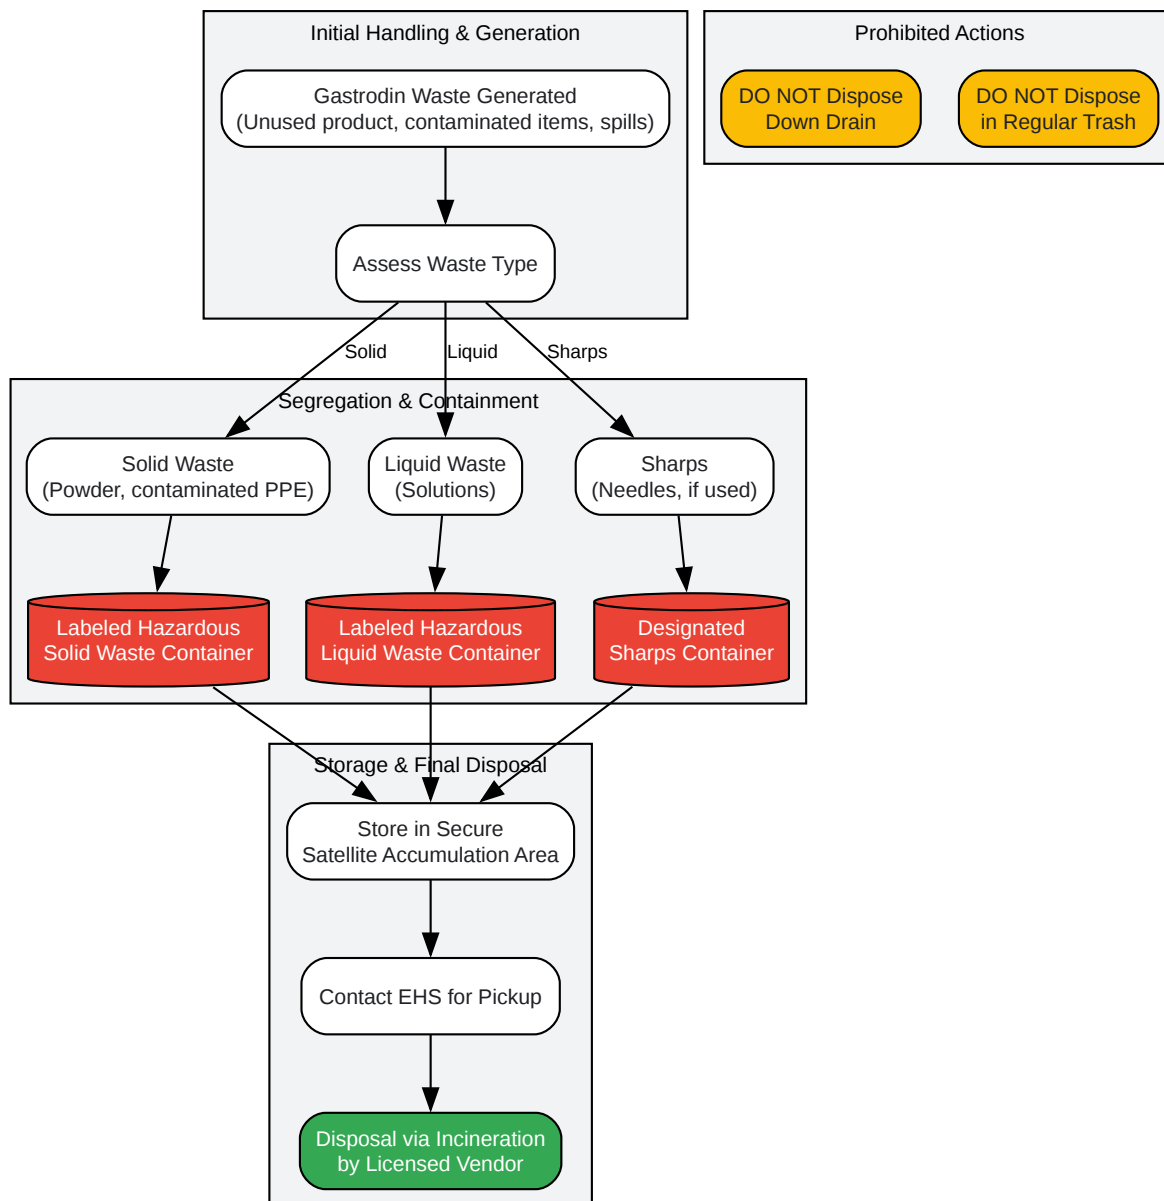 Initial Handling & Generation
Prohibited Actions
Gastrodin Waste Generated
(Unused product, contaminated items, spills)
DO NOT Dispose
Down Drain
DO NOT Dispose
in Regular Trash
Assess Waste Type
Solid
Liquid
Sharps
Segregation & Containment
Solid Waste
(Powder, contaminated PPE)
Liquid Waste
(Solutions)
Sharps
(Needles, if used)
Labeled Hazardous
Solid Waste Container
Labeled Hazardous
Liquid Waste Container
Designated
Sharps Container
Storage & Final Disposal
Store in Secure
Satellite Accumulation Area
Contact EHS for Pickup
Disposal via Incineration
by Licensed Vendor